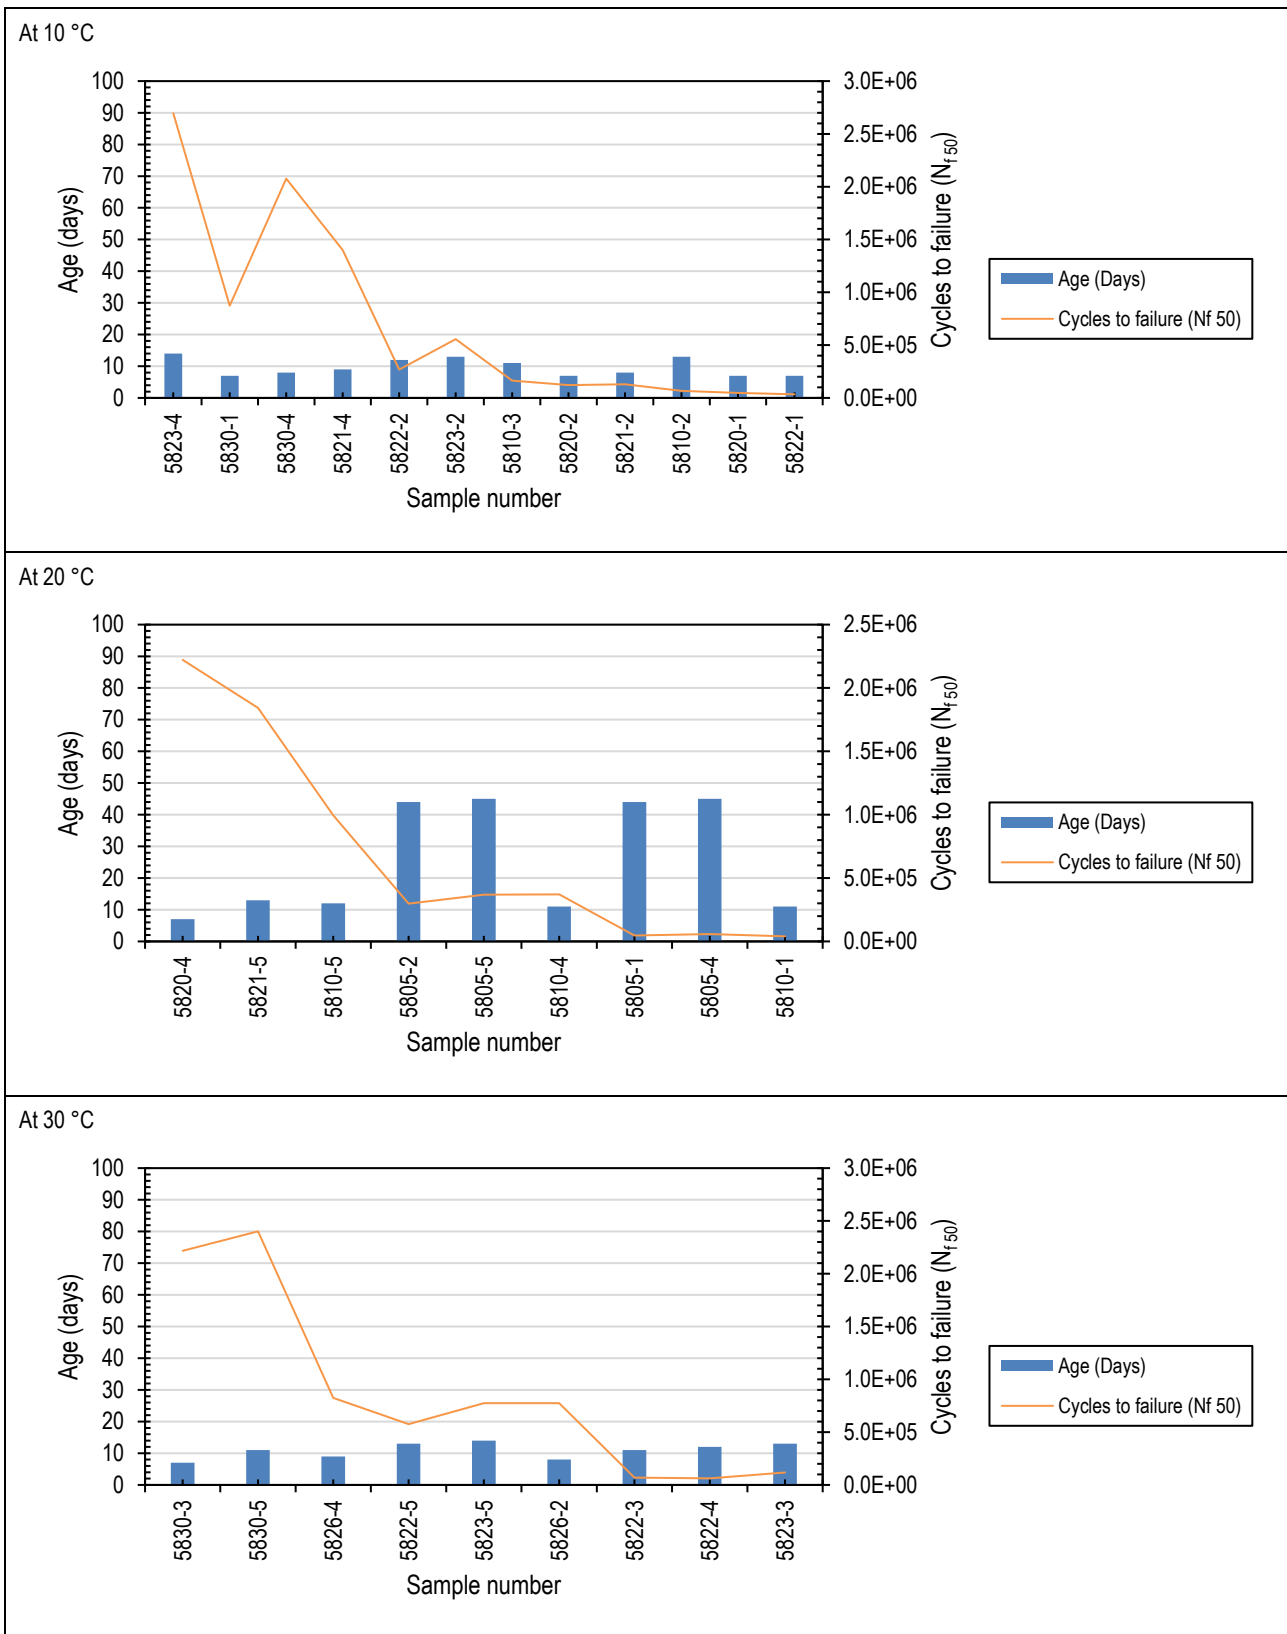 At 10 °C
100
90
80
70
60
50
40
30
20
10
0
Age (days)
3.0E+06
2.5E+06
2.0E+06
1.5E+06
1.0E+06
5.0E+05
0.0E+00
Cycles to failure (Nf 50)
5823-4
5830-1
5830-4
5821-4
5822-2
5823-2
5810-3
5820-2
5821-2
5810-2
5820-1
5822-1
Sample number
Age (Days)
Cycles to failure (Nf 50)
At 20 °C
100
90
80
70
60
50
40
30
20
10
0
Age (days)
2.5E+06
2.0E+06
1.5E+06
1.0E+06
5.0E+05
0.0E+00
Cycles to failure (Nf 50)
5820-4
5821-5
5810-5
5805-2
5805-5
5810-4
5805-1
5805-4
5810-1
Sample number
Age (Days)
Cycles to failure (Nf 50)
At 30 °C
100
90
80
70
60
50
40
30
20
10
0
Age (days)
3.0E+06
2.5E+06
2.0E+06
1.5E+06
1.0E+06
5.0E+05
0.0E+00
Cycles to failure (Nf 50)
5830-3
5830-5
5826-4
5822-5
5823-5
5826-2
5822-3
5822-4
5823-3
Sample number
Age (Days)
Cycles to failure (Nf 50)